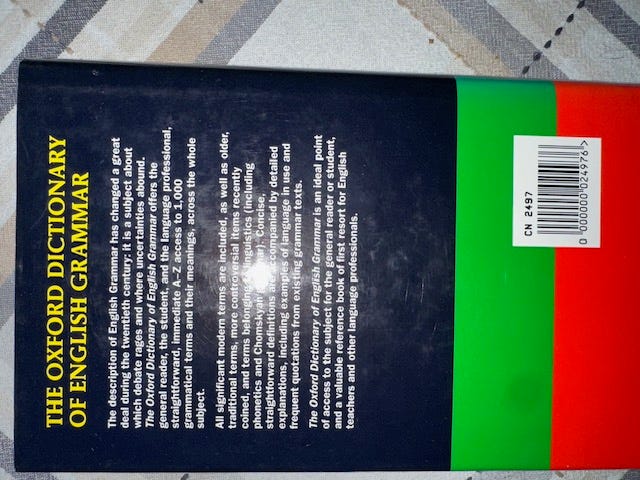 THE OXFORD DICTIONARY
OF ENGLISH GRAMMAR
The description of English Grammar has changed a great
deal during the twentieth century: it is a subject about
which debate rages and where uncertainties abound.
The Oxford Dictionary of English Grammar offers the
general reader, the student, and the language professional,
straightforward, immediate A–Z access to 1,000
grammatical terms and their meanings, across the whole
subject.
All significant modern terms are included, as well as older,
traditional terms, more controversial items recently
coined, and terms belonging to linguistics (including
phonetics and Chomskyan grammar). Concise,
straightforward definitions are accompanied by detailed
explanations, including examples of language in use and
frequent quotations from existing grammar texts.
The Oxford Dictionary of English Grammar is an ideal point
of access to the subject for the general reader or student,
and a valuable reference book of first resort for English
teachers and other language professionals.
CN 2497
0 000000 024976 >